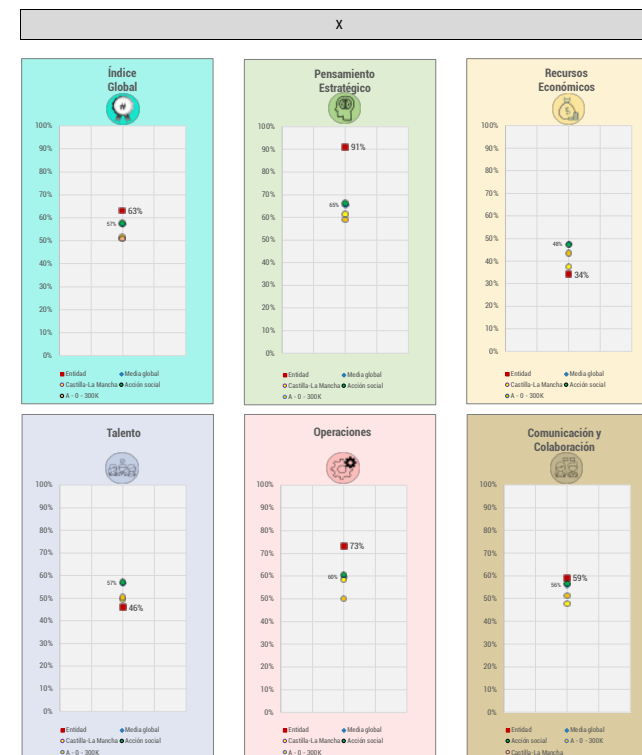 X
Índice
Global
#
100%
90%
80%
70%
60%
50%
40%
30%
20%
10%
0%
63%
57%
Entidad Media global
Castilla-La Mancha Acción social
A - 0 - 300K
Pensamiento
Estratégico
100%
90%
80%
70%
60%
50%
40%
30%
20%
10%
0%
91%
65%
Entidad Media global
Castilla-La Mancha Acción social
A - 0 - 300K
Recursos
Económicos
$
100%
90%
80%
70%
60%
50%
40%
30%
20%
10%
0%
48%
34%
Entidad Media global
Castilla-La Mancha Acción social
A - 0 - 300K
Talento
100%
90%
80%
70%
60%
50%
40%
30%
20%
10%
0%
57%
46%
Entidad Media global
Castilla-La Mancha Acción social
A - 0 - 300K
Operaciones
100%
90%
80%
70%
60%
50%
40%
30%
20%
10%
0%
73%
60%
Entidad Media global
Castilla-La Mancha Acción social
A - 0 - 300K
Comunicación y
Colaboración
100%
90%
80%
70%
60%
50%
40%
30%
20%
10%
0%
59%
56%
Entidad Media global
Acción social A - 0 - 300K
Castilla-La Mancha